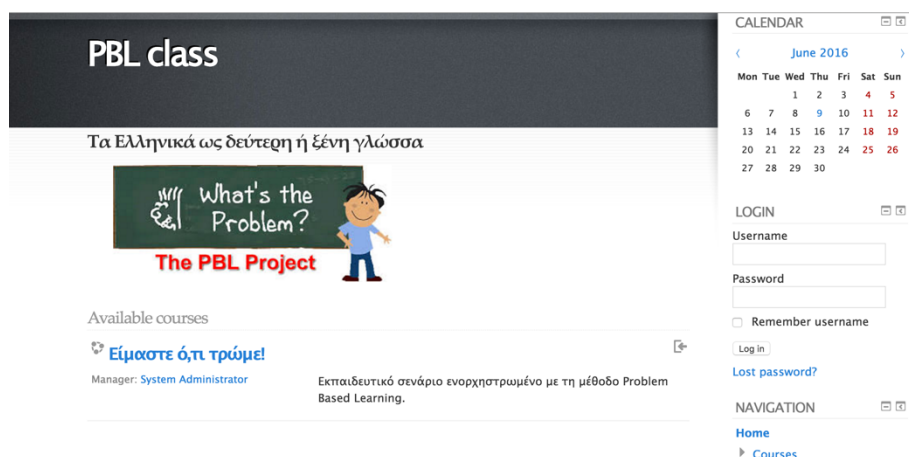 PBL class
Τα Ελληνικά ως δεύτερη ή ξένη γλώσσα
What's the
Problem?
The PBL Project
Available courses
Είμαστε ό,τι τρώμε!
Manager: System Administrator
Εκπαιδευτικό σενάριο ενορχηστρωμένο με τη μέθοδο Problem
Based Learning.
CALENDAR
June 2016
Mon Tue Wed Thu Fri Sat Sun
1 2 3 4 5
6 7 8 9 10 11 12
13 14 15 16 17 18 19
20 21 22 23 24 25 26
27 28 29 30
LOGIN
Username
Password
Remember username
Log in
Lost password?
NAVIGATION
Home
Courses